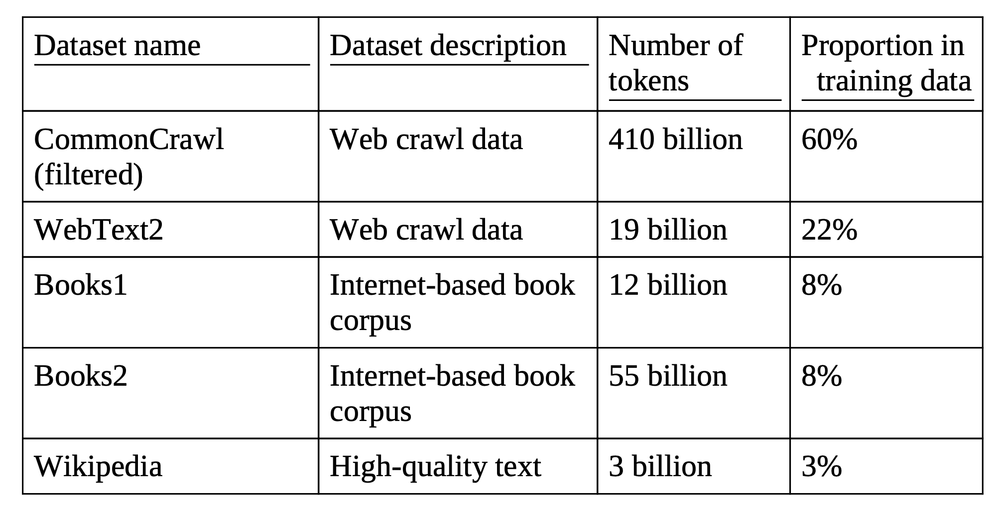 Dataset name
Dataset description
Number of
tokens
Proportion in
training data
CommonCrawl
(filtered)
Web crawl data
410 billion
60%
WebText2
Web crawl data
19 billion
22%
Books1
Internet-based book
corpus
12 billion
8%
Books2
Internet-based book
corpus
55 billion
8%
Wikipedia
High-quality text
3 billion
3%